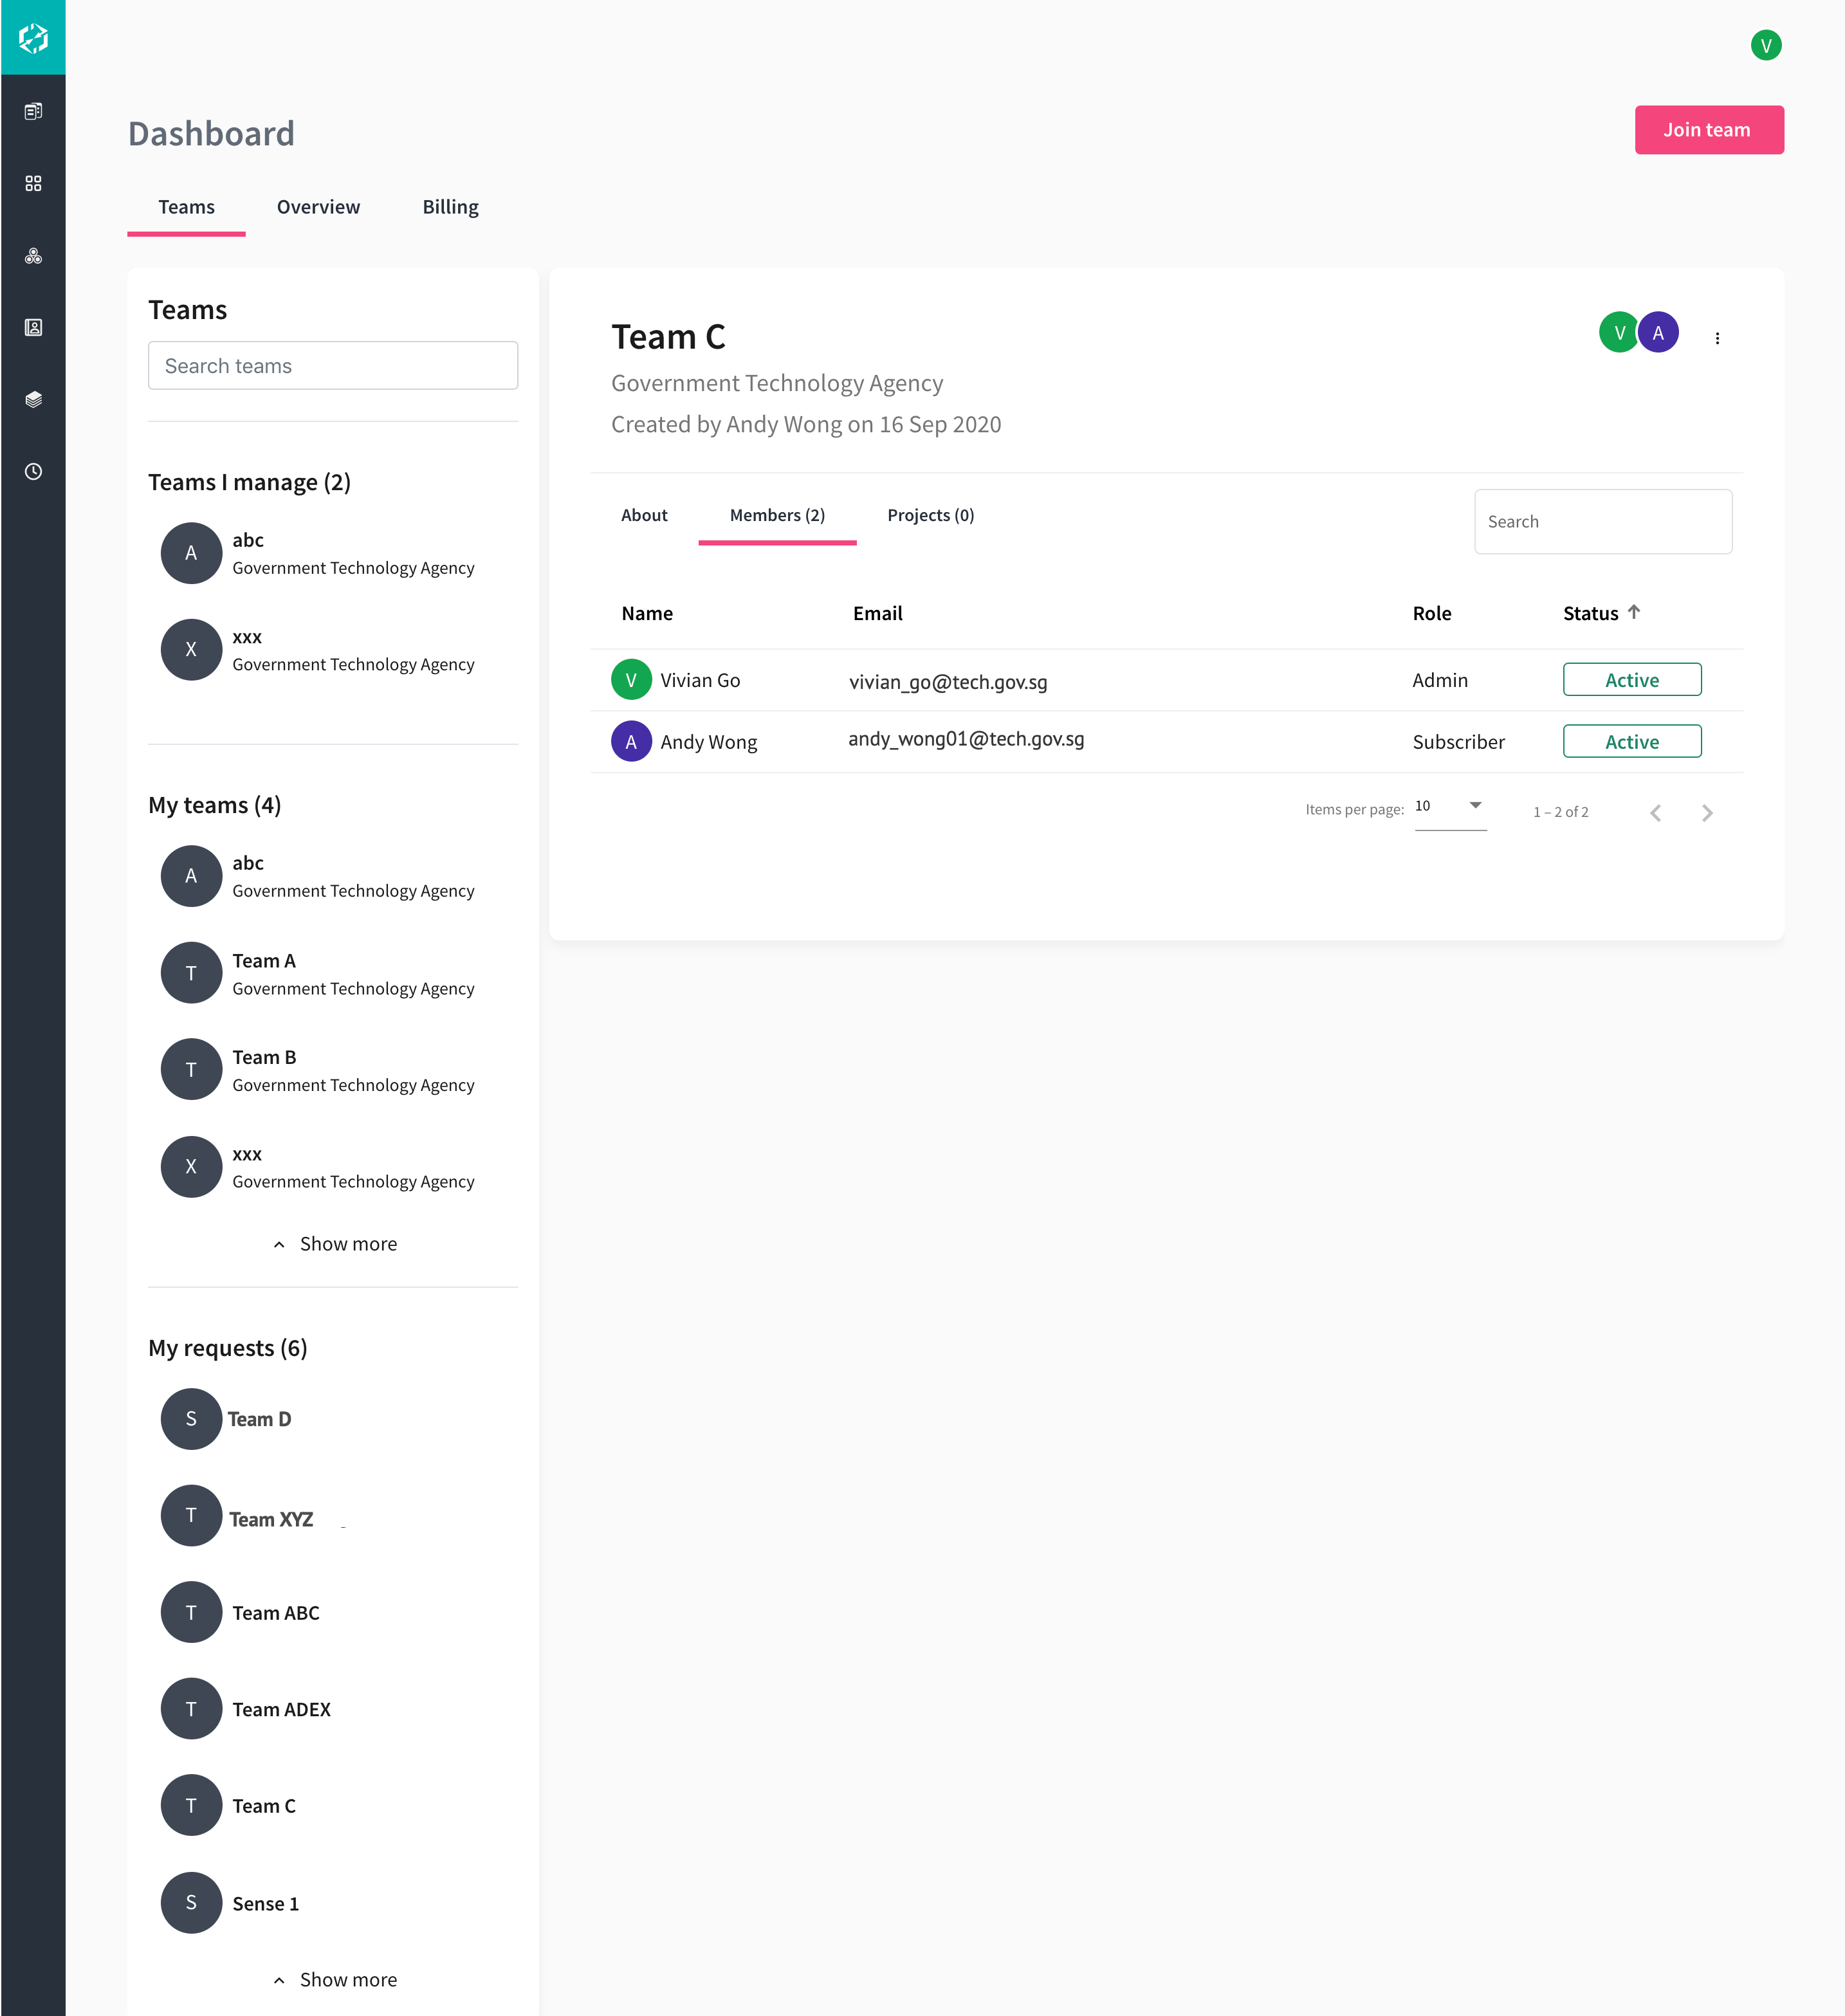 V
Dashboard
Join team
Teams
Overview
Billing
Teams
Search teams
Teams I manage (2)
A
abc
Government Technology Agency
X
xxx
Government Technology Agency
My teams (4)
A
abc
Government Technology Agency
T
Team A
Government Technology Agency
T
Team B
Government Technology Agency
X
xxx
Government Technology Agency
Show more
My requests (6)
S
Team D
T
Team XYZ
T
Team ABC
T
Team ADEX
T
Team C
S
Sense 1
Show more
Team C
V
A
Government Technology Agency
Created by Andy Wong on 16 Sep 2020
About
Members (2)
Projects (0)
Search
Name
Email
Role
Status
V
Vivian Go
vivian_go@tech.gov.sg
Admin
Active
A
Andy Wong
andy_wong01@tech.gov.sg
Subscriber
Active
Items per page:
10
1 – 2 of 2